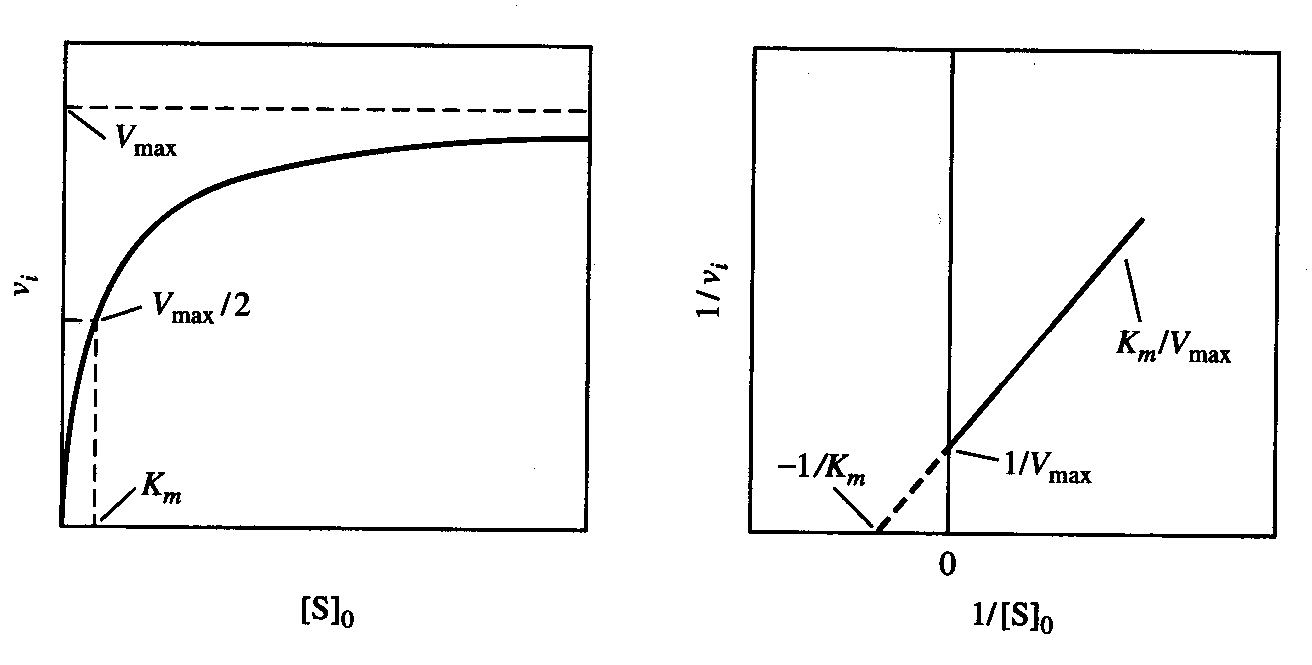 V_max
v_i
V_max/2
K_m
[S]_0
1/v_i
K_m/V_max
-1/K_m
1/V_max
0
1/[S]_0